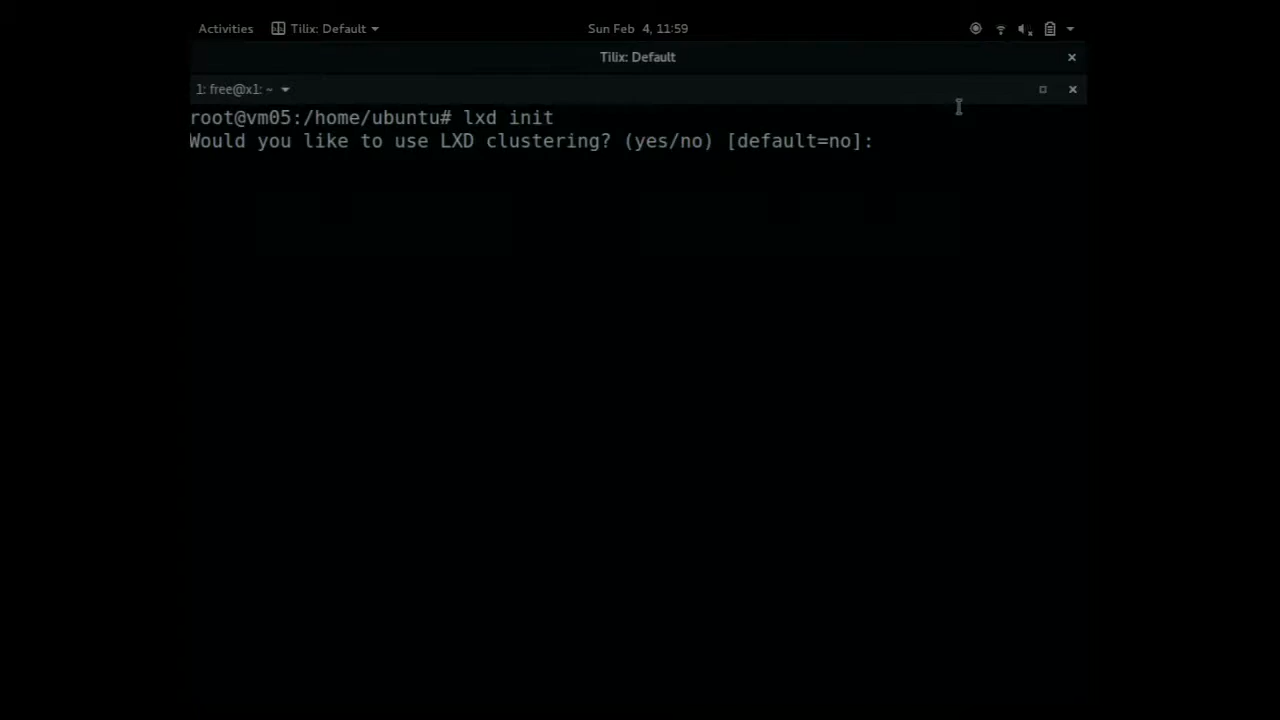 Activities Tilix: Default Sun Feb 4, 11:59
Tilix: Default
1: free@x1: ~
root@vm05:/home/ubuntu# lxd init
Would you like to use LXD clustering? (yes/no) [default=no]: